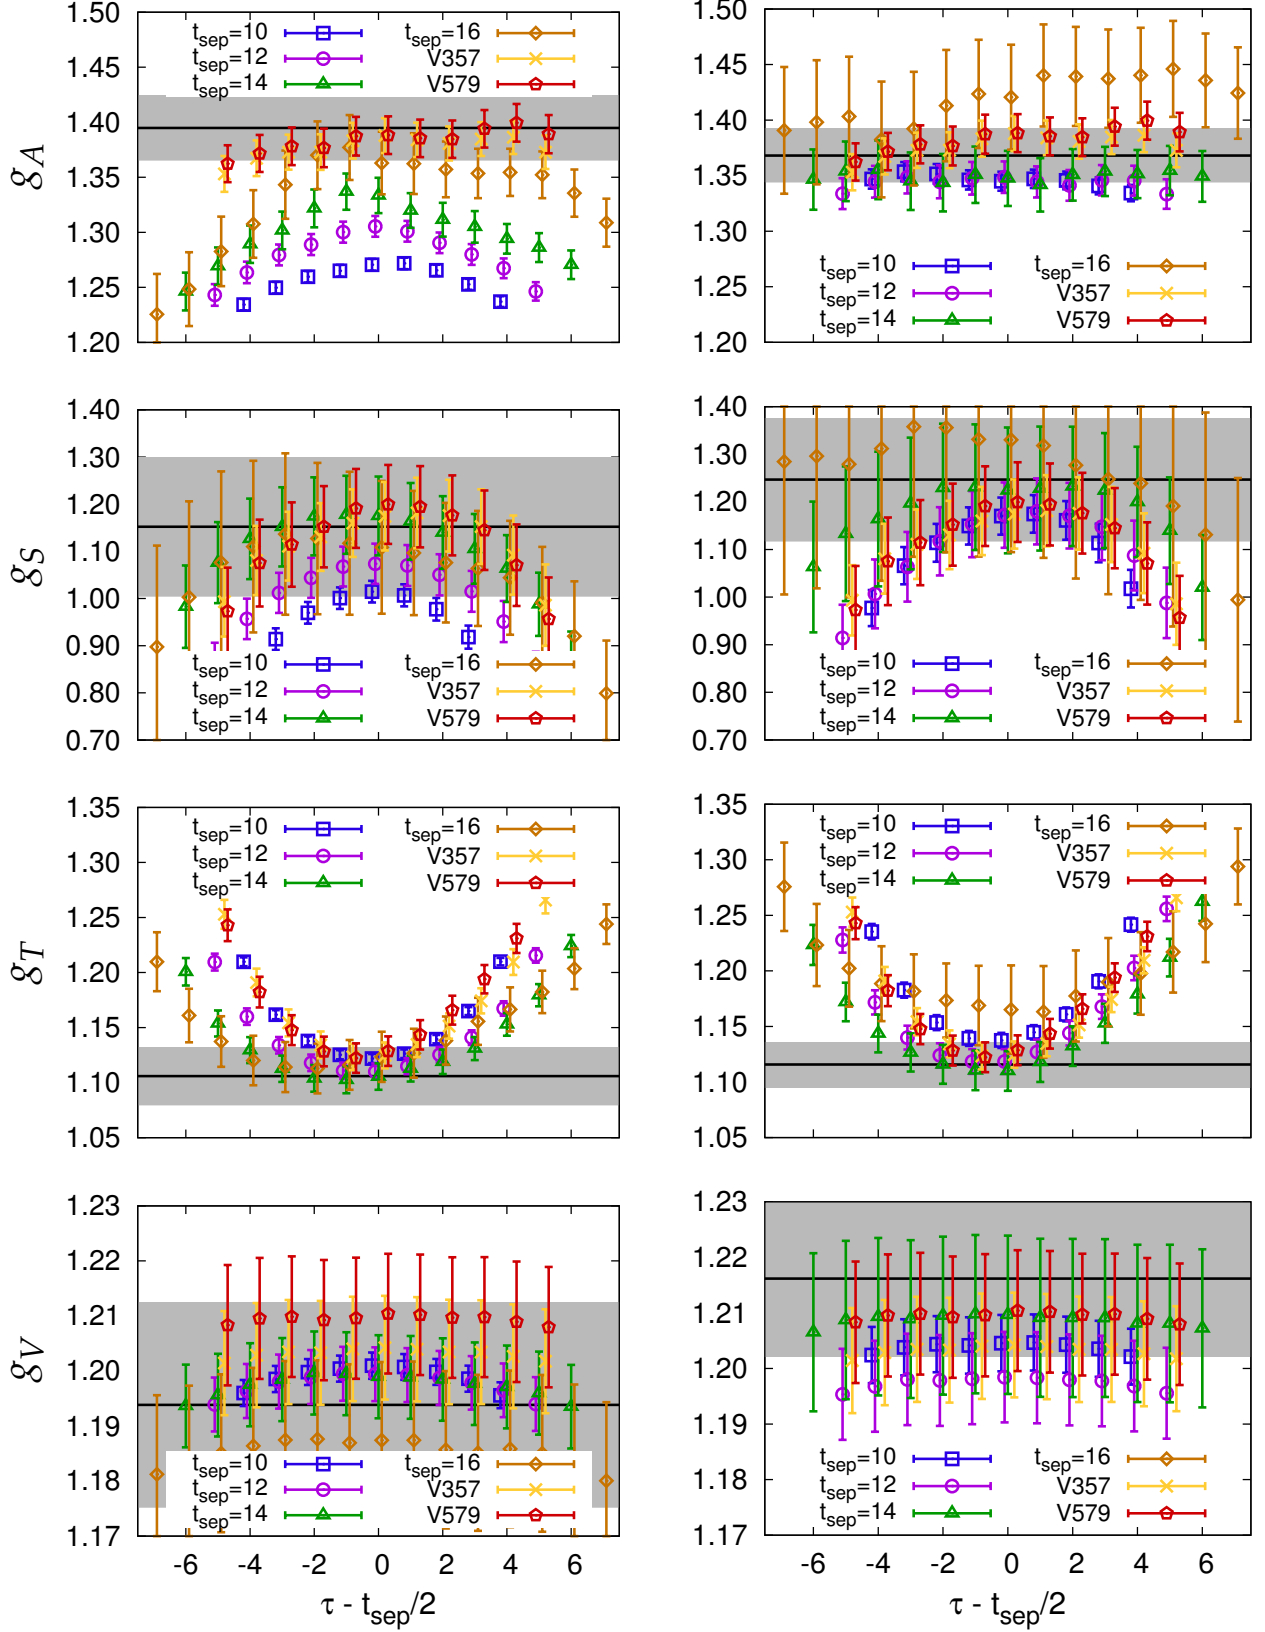 1.50
1.45
1.40
1.35
1.30
1.25
1.20
g_A
t_sep=10
t_sep=12
t_sep=14
t_sep=16
V357
V579
1.50
1.45
1.40
1.35
1.30
1.25
1.20
t_sep=10
t_sep=12
t_sep=14
t_sep=16
V357
V579
1.40
1.30
1.20
1.10
1.00
0.90
0.80
0.70
g_S
t_sep=10
t_sep=12
t_sep=14
t_sep=16
V357
V579
1.40
1.30
1.20
1.10
1.00
0.90
0.80
0.70
t_sep=10
t_sep=12
t_sep=14
t_sep=16
V357
V579
1.35
1.30
1.25
1.20
1.15
1.10
1.05
g_T
t_sep=10
t_sep=12
t_sep=14
t_sep=16
V357
V579
1.35
1.30
1.25
1.20
1.15
1.10
1.05
t_sep=10
t_sep=12
t_sep=14
t_sep=16
V357
V579
1.23
1.22
1.21
1.20
1.19
1.18
1.17
g_V
t_sep=10
t_sep=12
t_sep=14
t_sep=16
V357
V579
-6 -4 -2 0 2 4 6
τ - t_sep/2
1.23
1.22
1.21
1.20
1.19
1.18
1.17
t_sep=10
t_sep=12
t_sep=14
t_sep=16
V357
V579
-6 -4 -2 0 2 4 6
τ - t_sep/2